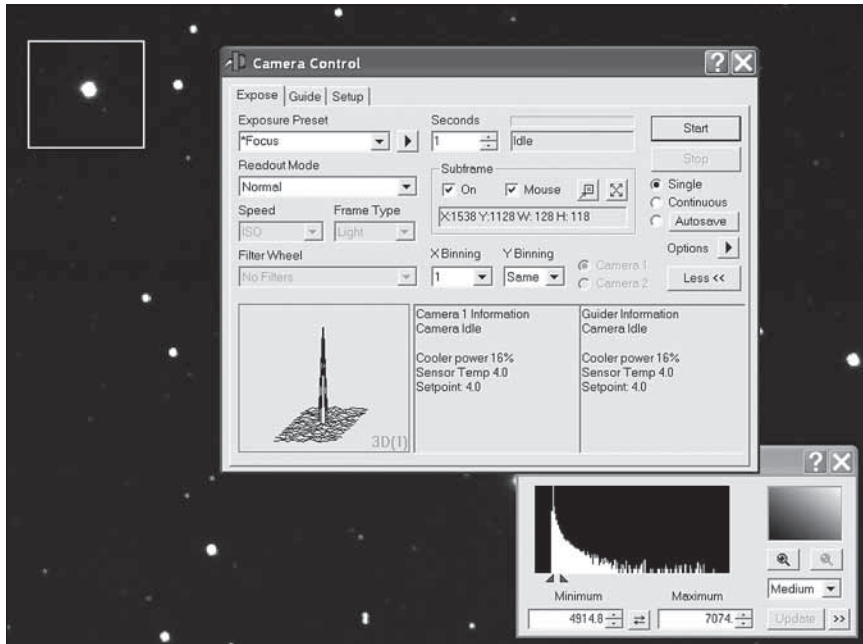 Camera Control
Expose Guide Setup
Exposure Preset
*Focus
Seconds
1 Idle
Start
Stop
Readout Mode
Normal
Subframe
On Mouse
X:1538 Y:1128 W: 128 H: 118
Single
Continuous
Autosave
Speed Frame Type
ISO Light
Options
Filter Wheel
No Filters
X Binning Y Binning
1 Same
Camera 1
Camera 2
Less <<
3D(1)
Camera 1 Information
Camera Idle
Cooler power 16%
Sensor Temp 4.0
Setpoint: 4.0
Guider Information
Camera Idle
Cooler power 16%
Sensor Temp 4.0
Setpoint: 4.0
Medium
Minimum Maximum
4914.8 7074.
Update >>